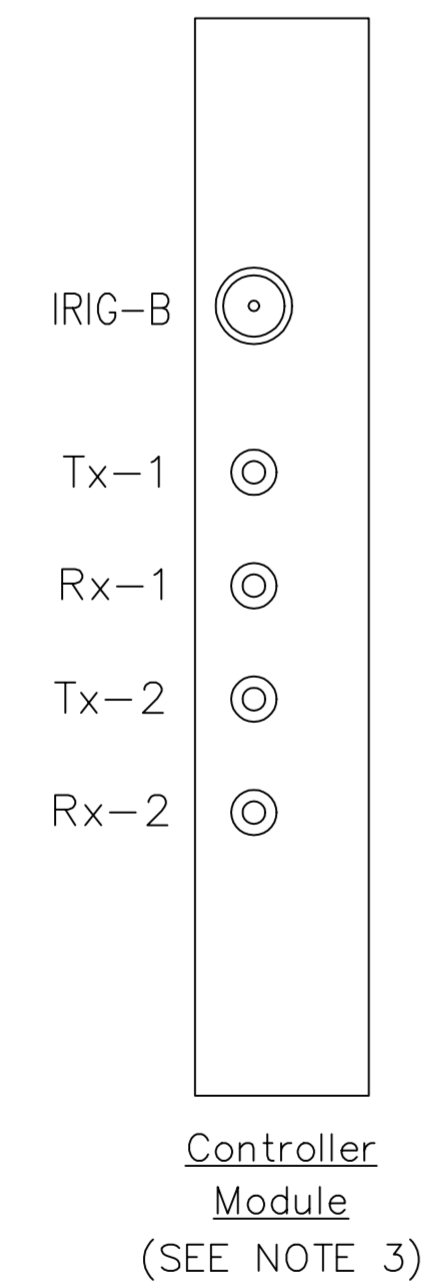 IRIG-B
Tx-1
Rx-1
Tx-2
Rx-2
Controller
Module
(SEE NOTE 3)